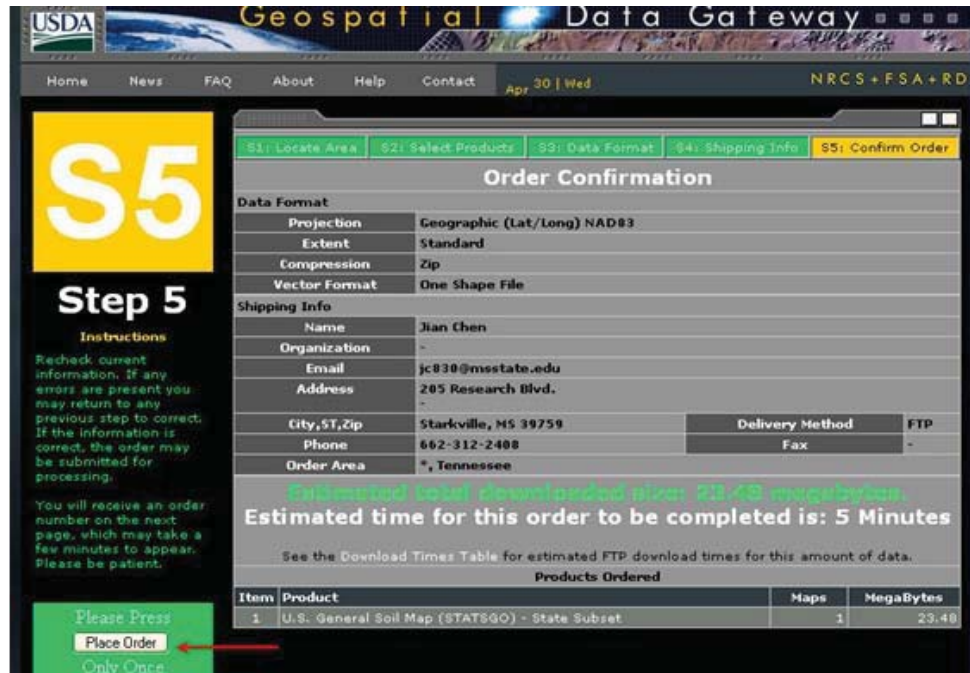 USDA
Geospatial Data Gateway
Home News FAQ About Help Contact Apr 30 | Wed NRCS+FSA+RD
S5
Step 5
Instructions
Recheck current
information. If any
errors are present you
may return to any
previous step to correct.
If the information is
correct, the order may
be submitted for
processing.
You will receive an order
number on the next
page, which may take a
few minutes to appear.
Please be patient.
Please Press
Place Order
Only Once
S1: Locate Area S2: Select Products S3: Data Format S4: Shipping Info S5: Confirm Order
Order Confirmation
Data Format
Projection Geographic (Lat/Long) NAD83
Extent Standard
Compression Zip
Vector Format One Shape File
Shipping Info
Name Jian Chen
Organization -
Email jc830@msstate.edu
Address 205 Research Blvd.
-
City,ST,Zip Starkville, MS 39759 Delivery Method FTP
Phone 662-312-2408 Fax -
Order Area *, Tennessee
Estimated total downloaded size: 23.48 megabytes.
Estimated time for this order to be completed is: 5 Minutes
See the Download Times Table for estimated FTP download times for this amount of data.
Products Ordered
Item Product Maps MegaBytes
1 U.S. General Soil Map (STATSGO) - State Subset 1 23.48